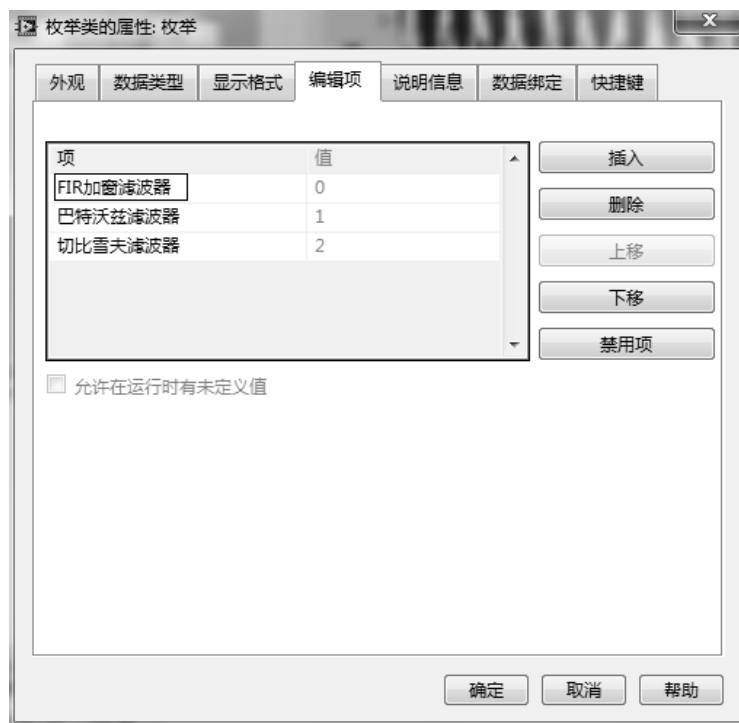 枚举类的属性: 枚举
x
外观 数据类型 显示格式 编辑项 说明信息 数据绑定 快捷键
项 值
FIR加窗滤波器 0
巴特沃兹滤波器 1
切比雪夫滤波器 2
插入
删除
上移
下移
禁用项
允许在运行时有未定义值
确定 取消 帮助